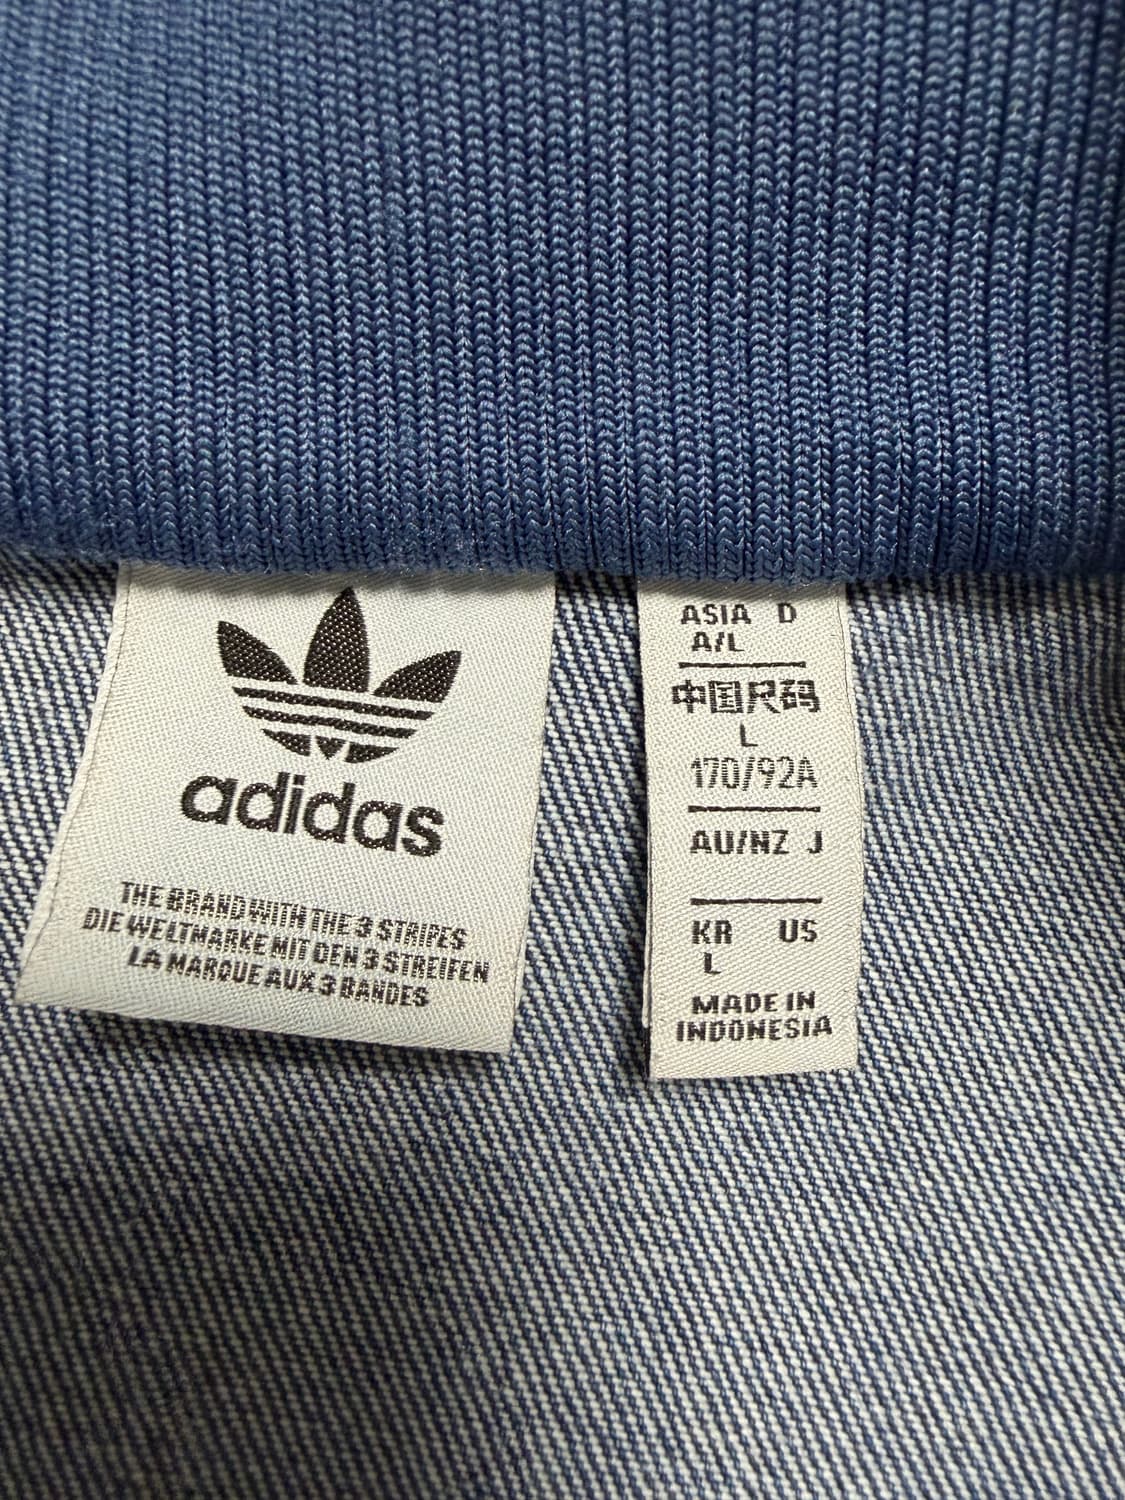 adidas
THE BRAND WITH THE 3 STRIPES
DIE WELTMARKE MIT DEN 3 STREIFEN
LA MARQUE AUX 3 BANDES
ASIA D
A/L
中国尺码
L
170/92A
AU/NZ J
KR US
L
MADE IN
INDONESIA